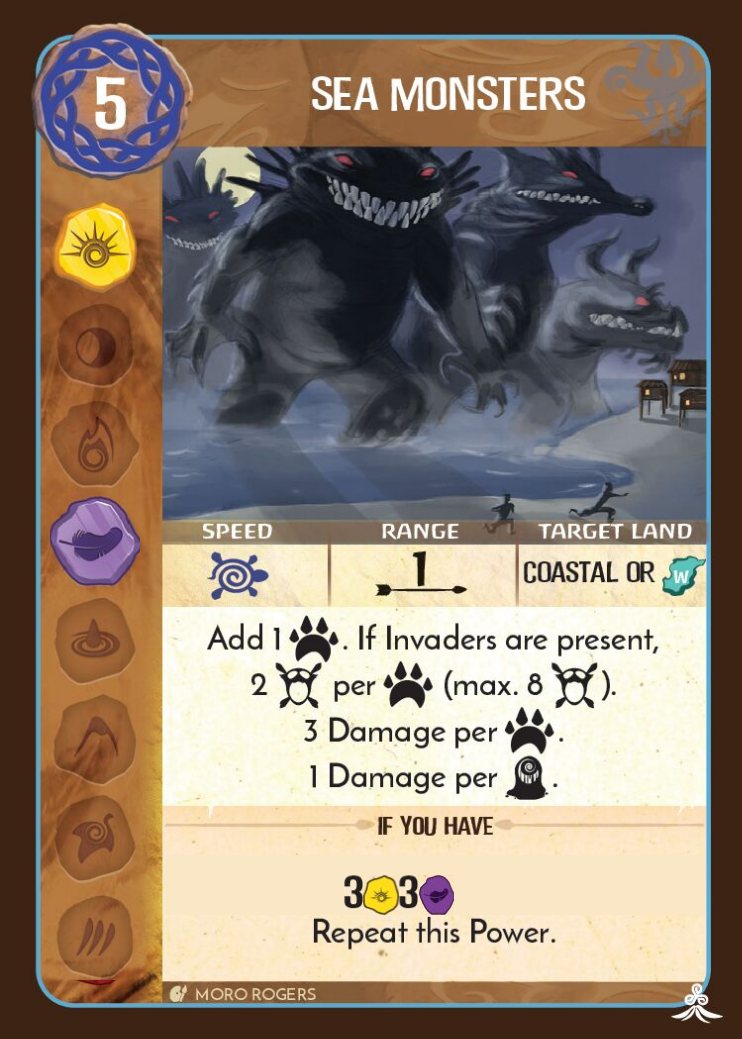 5
SEA MONSTERS
SPEED RANGE TARGET LAND
1 COASTAL OR W
Add 1 . If Invaders are present,
2 per (max. 8 ).
3 Damage per .
1 Damage per .
IF YOU HAVE
3 3
Repeat this Power.
MORO ROGERS